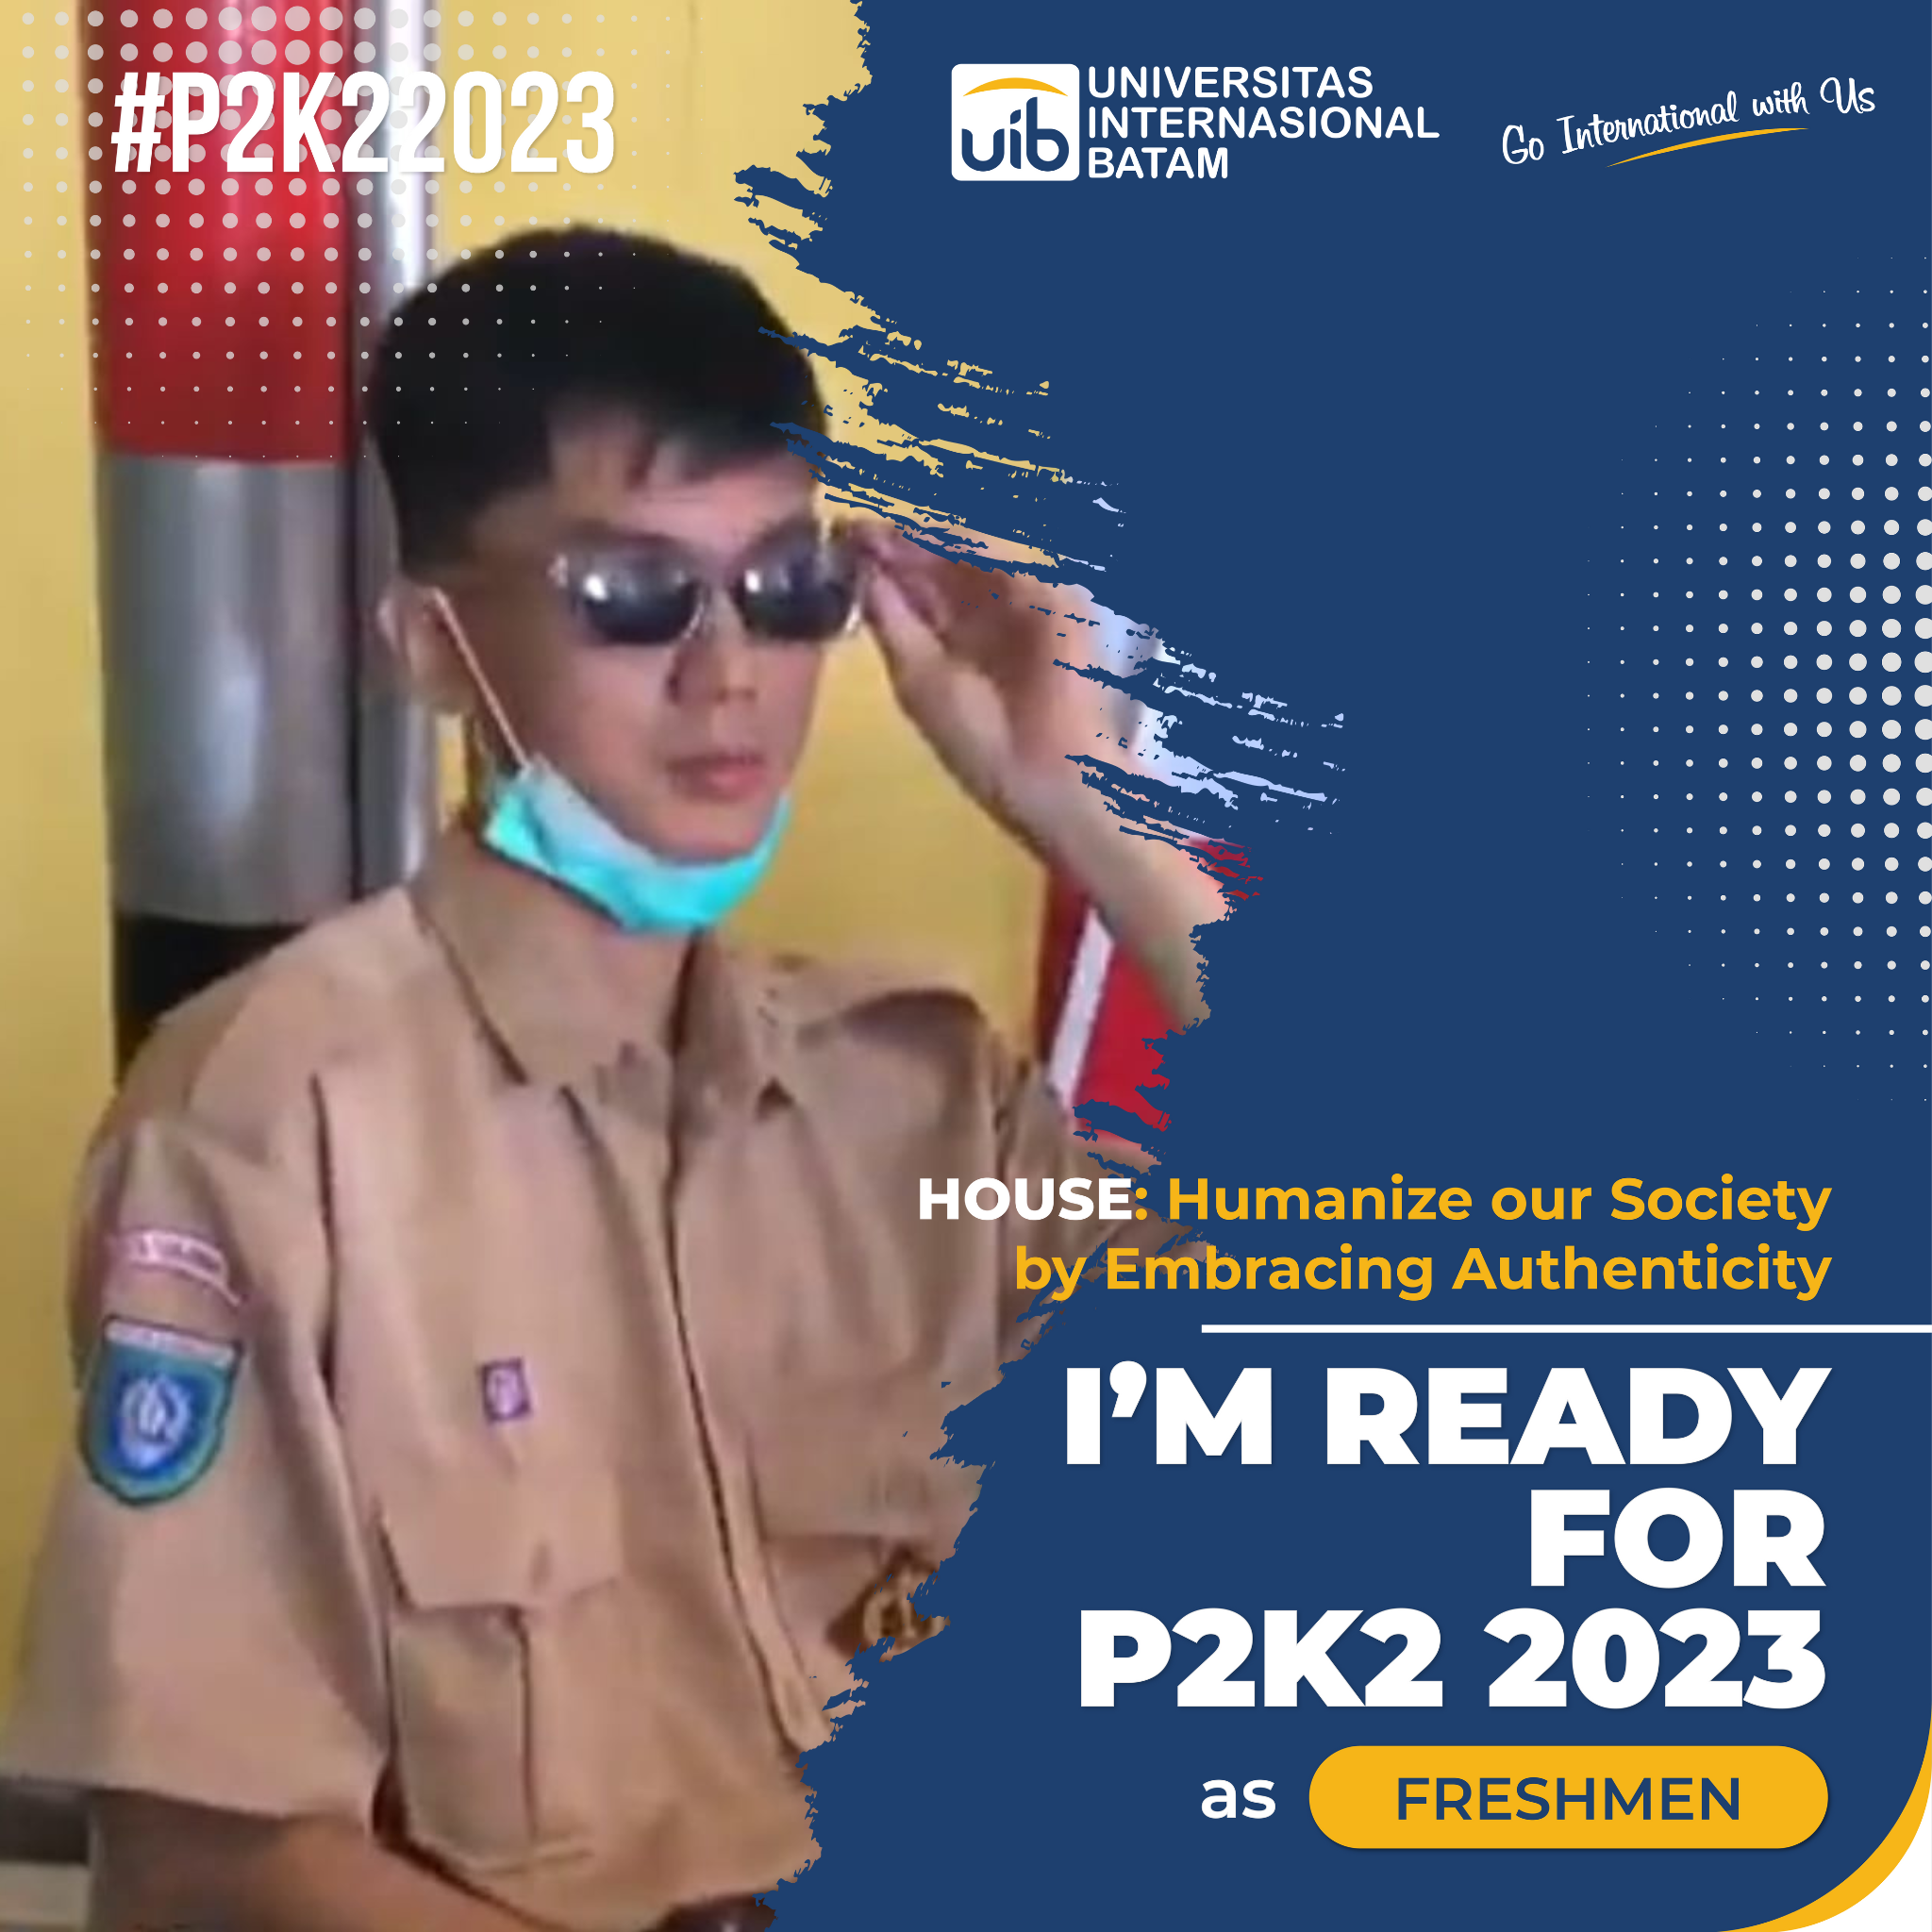 #P2K22023
uib
UNIVERSITAS
INTERNASIONAL
BATAM
Go International with Us
HOUSE: Humanize our Society
by Embracing Authenticity
I'M READY
FOR
P2K2 2023
as FRESHMEN